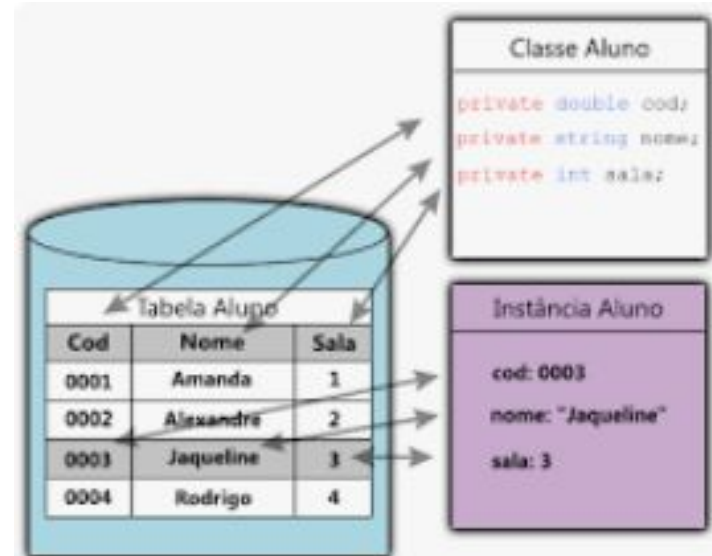 Classe Aluno
private double cod;
private string nome;
private int sala;
Tabela Aluno
Cod Nome Sala
0001 Amanda 1
0002 Alexandre 2
0003 Jaqueline 3
0004 Rodrigo 4
Instância Aluno
cod: 0003
nome: "Jaqueline"
sala: 3